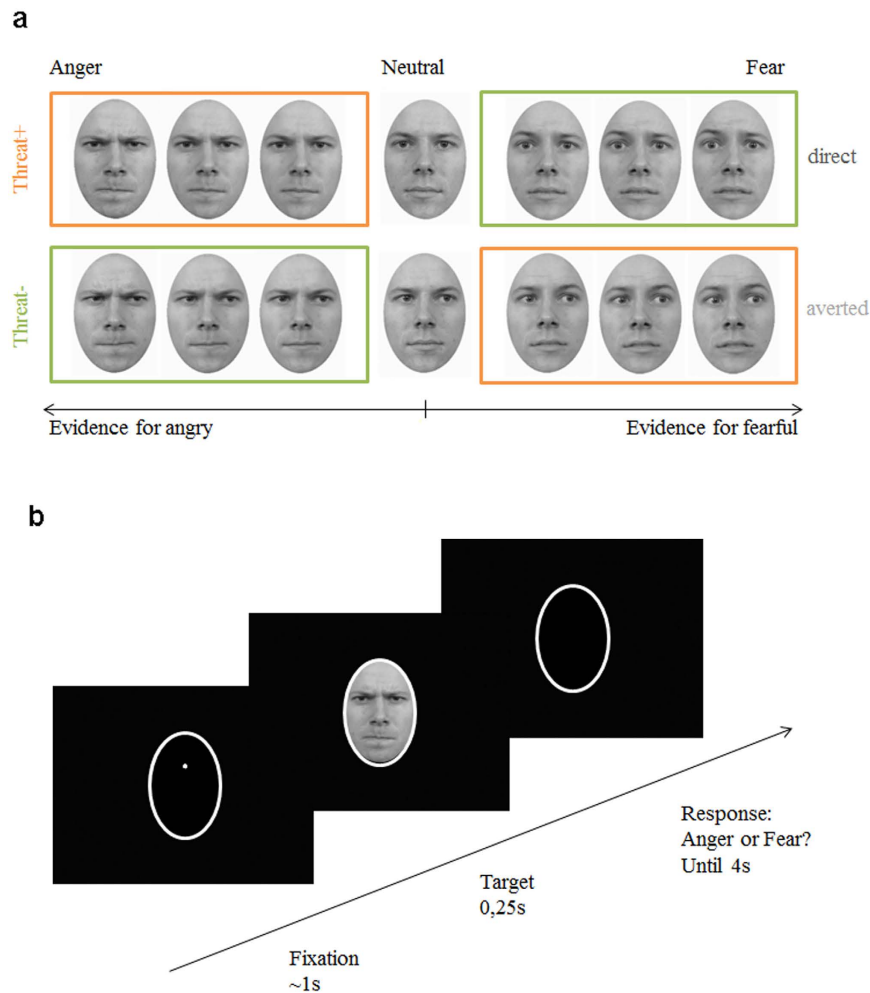 a
Anger
Neutral
Fear
Threat+
direct
Threat-
averted
Evidence for angry
Evidence for fearful
b
Response:
Anger or Fear?
Until 4s
Target
0,25s
Fixation
~1s